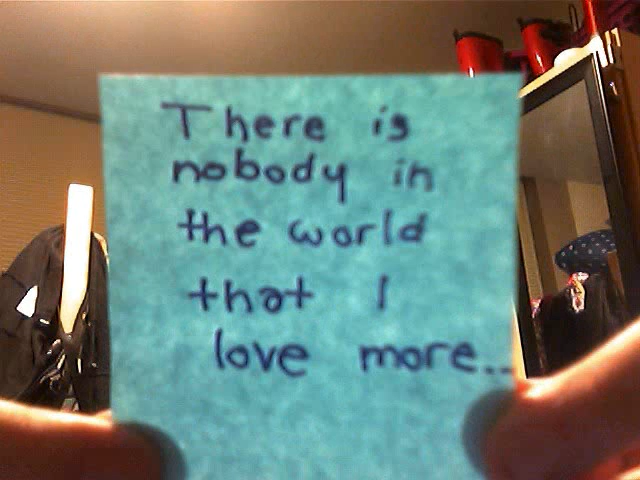 There is
nobody in
the world
that I
love more..